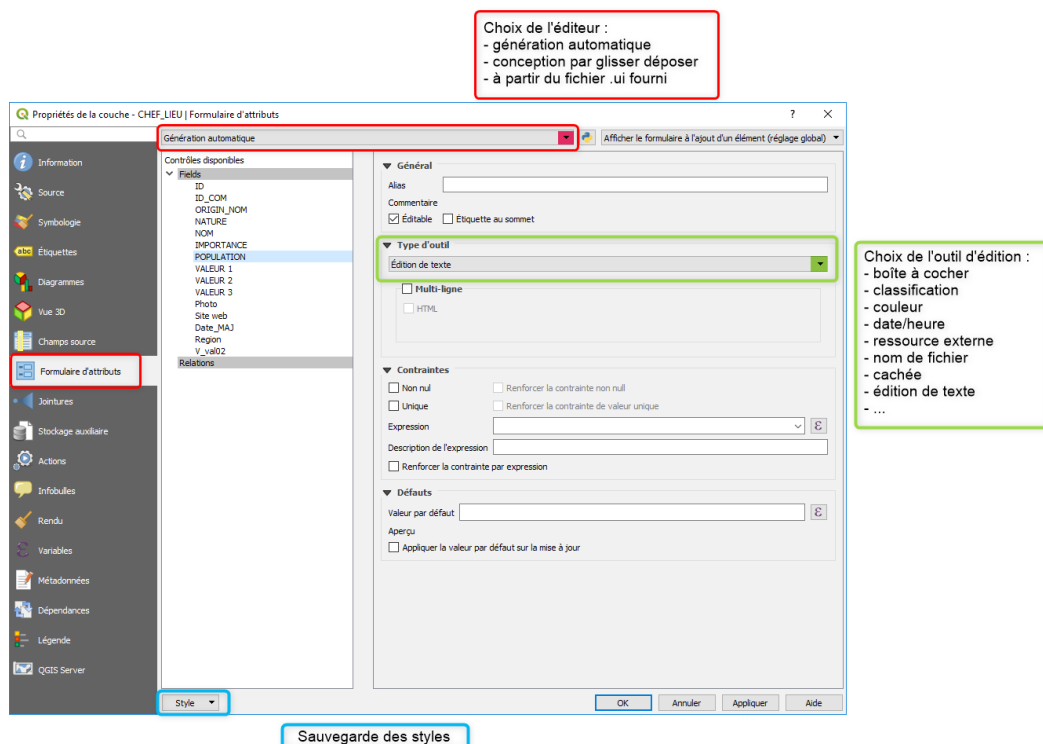 Choix de l'éditeur :
- génération automatique
- conception par glisser déposer
- à partir du fichier .ui fourni
Propriétés de la couche - CHEF_LIEU | Formulaire d'attributs
?
Génération automatique
Afficher le formulaire à l'ajout d'un élément (réglage global)
Information
Source
Symbologie
abc Étiquettes
Diagrammes
Vue 3D
Champs source
Formulaire d'attributs
Jointures
Stockage auxiliaire
Actions
Infobulles
Rendu
Variables
Métadonnées
Dépendances
Légende
QGIS Server
Contrôles disponibles
Fields
ID
ID_COM
ORIGIN_NOM
NATURE
NOM
IMPORTANCE
POPULATION
VALEUR 1
VALEUR 2
VALEUR 3
Photo
Site web
Date_MAJ
Region
V_val02
Relations
Général
Alias
Commentaire
Éditable
Étiquette au sommet
Type d'outil
Édition de texte
Multi-ligne
HTML
Contraintes
Non nul
Renforcer la contrainte non null
Unique
Renforcer la contrainte de valeur unique
Expression
ε
Description de l'expression
Renforcer la contrainte par expression
Défauts
Valeur par défaut
ε
Aperçu
Appliquer la valeur par défaut sur la mise à jour
Choix de l'outil d'édition :
- boîte à cocher
- classification
- couleur
- date/heure
- ressource externe
- nom de fichier
- cachée
- édition de texte
- ...
Style
OK
Annuler
Appliquer
Aide
Sauvegarde des styles